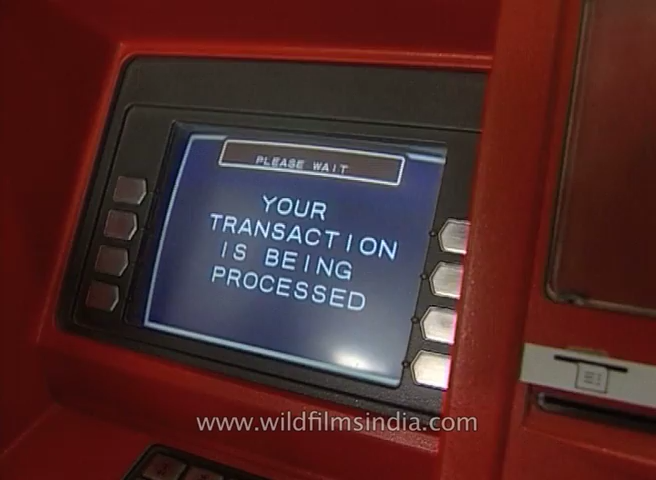 PLEASE WAIT
YOUR
TRANSACTION
IS BEING
PROCESSED
www.wildfilmsindia.com